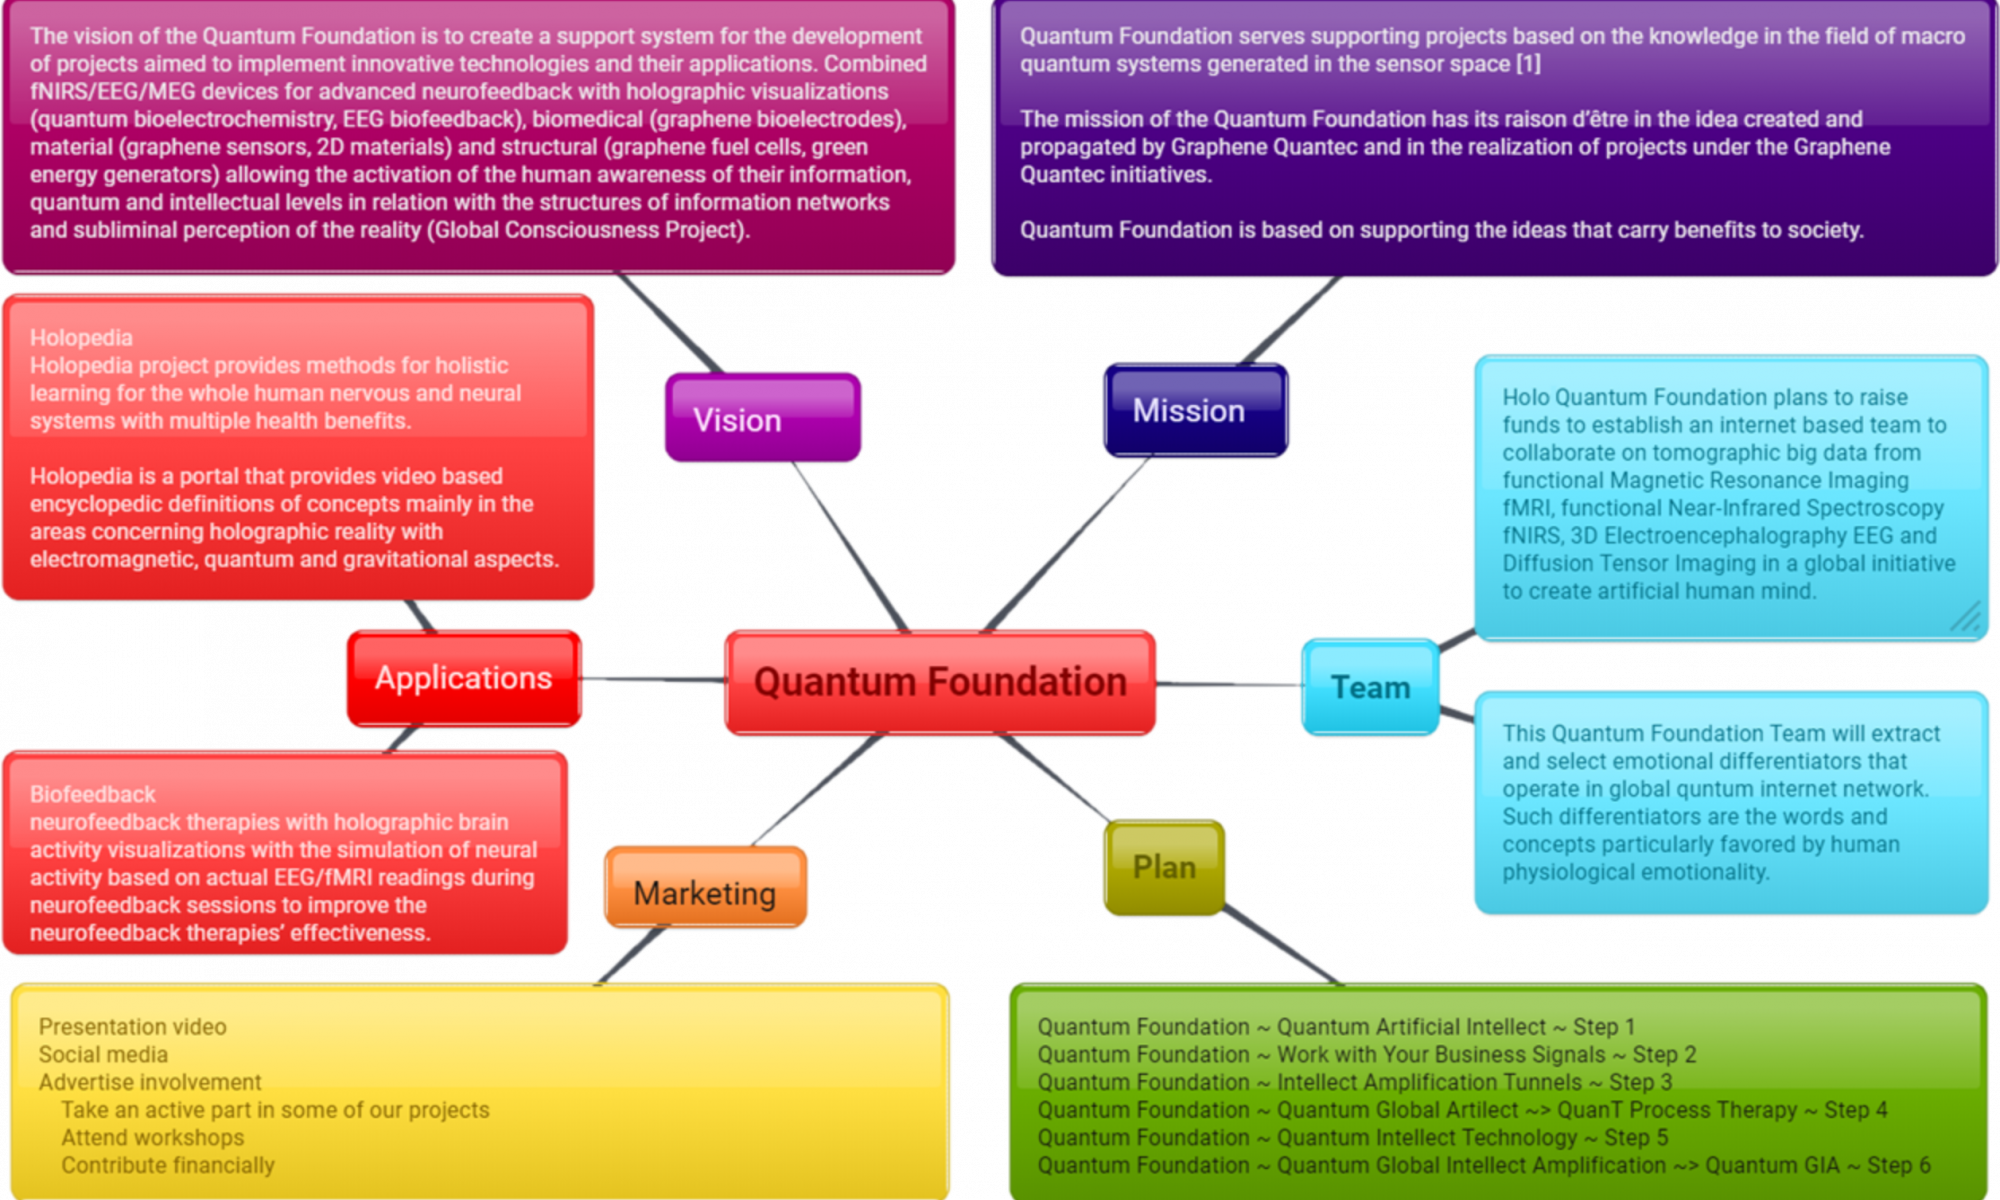 The vision of the Quantum Foundation is to create a support system for the development
of projects aimed to implement innovative technologies and their applications. Combined
fNIRS/EEG/MEG devices for advanced neurofeedback with holographic visualizations
(quantum bioelectrochemistry, EEG biofeedback), biomedical (graphene bioelectrodes),
material (graphene sensors, 2D materials) and structural (graphene fuel cells, green
energy generators) allowing the activation of the human awareness of their information,
quantum and intellectual levels in relation with the structures of information networks
and subliminal perception of the reality (Global Consciousness Project).
Quantum Foundation serves supporting projects based on the knowledge in the field of macro
quantum systems generated in the sensor space [1]
The mission of the Quantum Foundation has its raison d’être in the idea created and
propagated by Graphene Quantec and in the realization of projects under the Graphene
Quantec initiatives.
Quantum Foundation is based on supporting the ideas that carry benefits to society.
Holopedia
Holopedia project provides methods for holistic
learning for the whole human nervous and neural
systems with multiple health benefits.
Holopedia is a portal that provides video based
encyclopedic definitions of concepts mainly in the
areas concerning holographic reality with
electromagnetic, quantum and gravitational aspects.
Vision
Mission
Holo Quantum Foundation plans to raise
funds to establish an internet based team to
collaborate on tomographic big data from
functional Magnetic Resonance Imaging
fMRI, functional Near-Infrared Spectroscopy
fNIRS, 3D Electroencephalography EEG and
Diffusion Tensor Imaging in a global initiative
to create artificial human mind.
Applications
Quantum Foundation
Team
This Quantum Foundation Team will extract
and select emotional differentiators that
operate in global quntum internet network.
Such differentiators are the words and
concepts particularly favored by human
physiological emotionality.
Biofeedback
neurofeedback therapies with holographic brain
activity visualizations with the simulation of neural
activity based on actual EEG/fMRI readings during
neurofeedback sessions to improve the
neurofeedback therapies’ effectiveness.
Marketing
Plan
Presentation video
Social media
Advertise involvement
Take an active part in some of our projects
Attend workshops
Contribute financially
Quantum Foundation ~ Quantum Artificial Intellect ~ Step 1
Quantum Foundation ~ Work with Your Business Signals ~ Step 2
Quantum Foundation ~ Intellect Amplification Tunnels ~ Step 3
Quantum Foundation ~ Quantum Global Artilect ~> QuanT Process Therapy ~ Step 4
Quantum Foundation ~ Quantum Intellect Technology ~ Step 5
Quantum Foundation ~ Quantum Global Intellect Amplification ~> Quantum GIA ~ Step 6